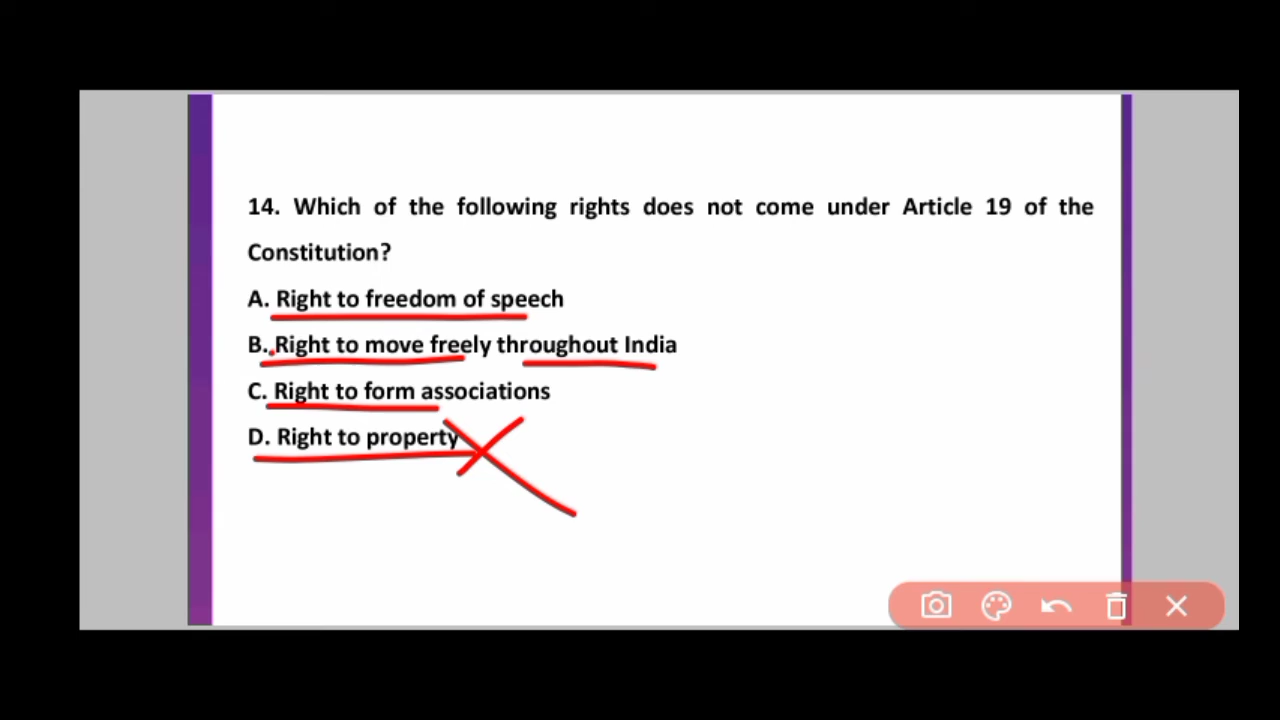 14. Which of the following rights does not come under Article 19 of the
Constitution?
A. Right to freedom of speech
B. Right to move freely throughout India
C. Right to form associations
D. Right to property